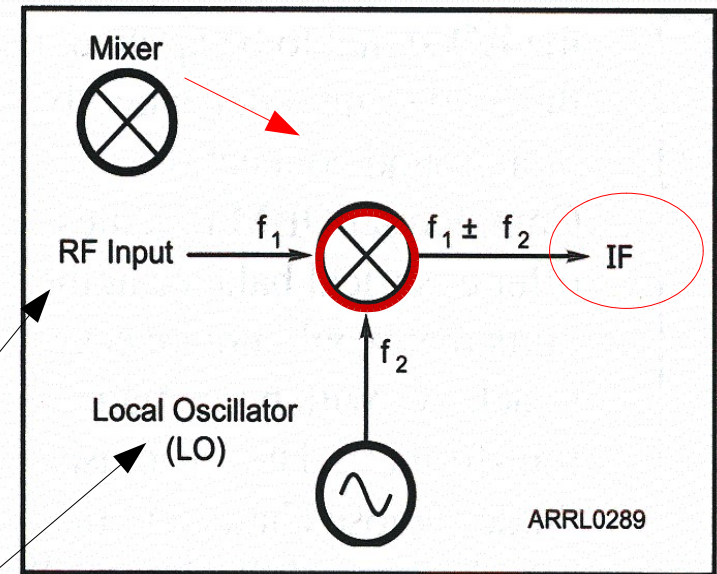 Mixer
f₁
f₁ ± f₂
RF Input
IF
f₂
Local Oscillator
(LO)
ARRL0289